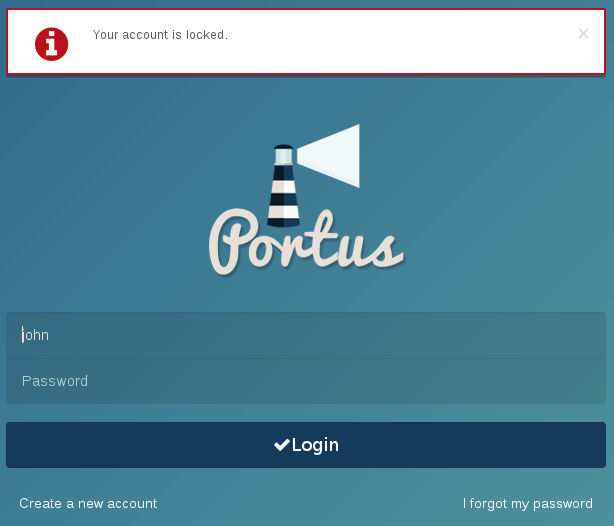 Your account is locked.
×
Portus
john
Password
Login
Create a new account
I forgot my password